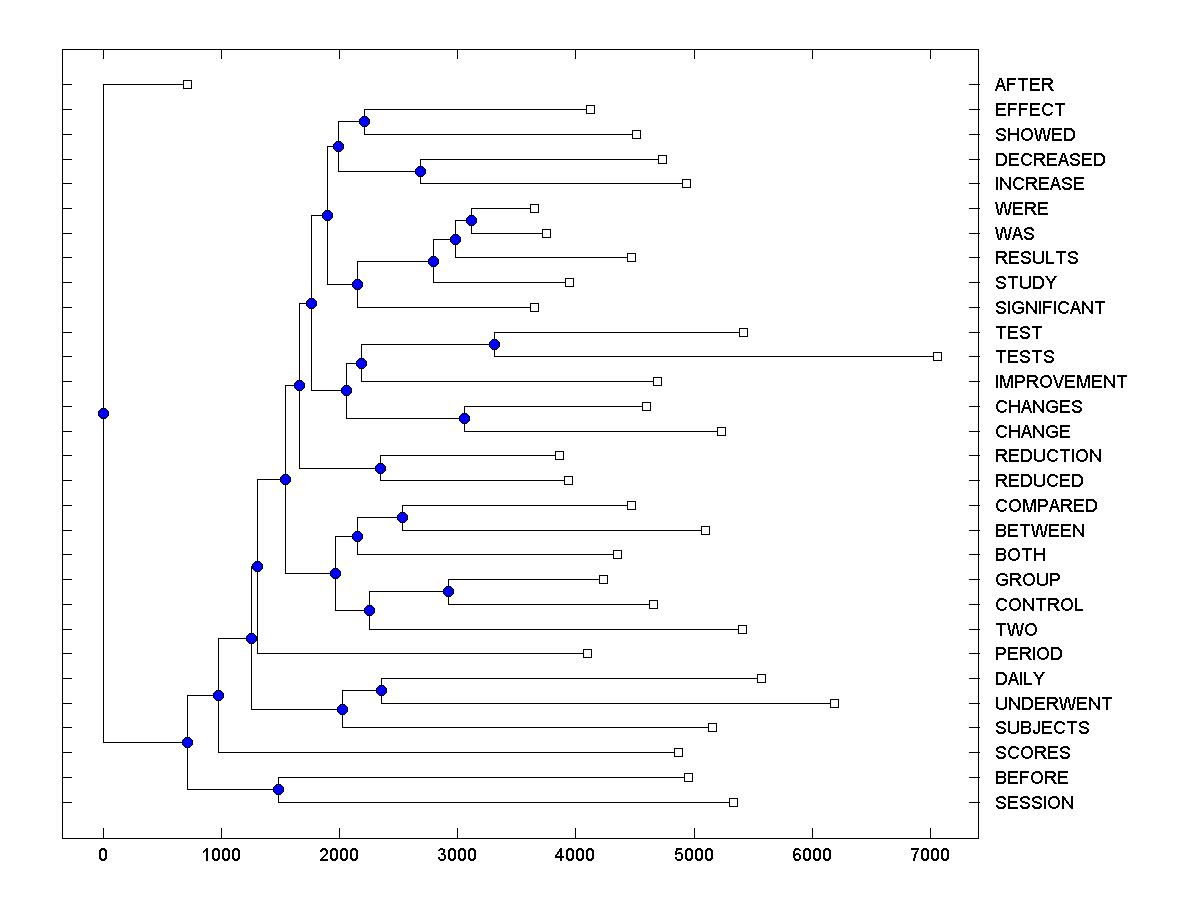 AFTER
EFFECT
SHOWED
DECREASED
INCREASE
WERE
WAS
RESULTS
STUDY
SIGNIFICANT
TEST
TESTS
IMPROVEMENT
CHANGES
CHANGE
REDUCTION
REDUCED
COMPARED
BETWEEN
BOTH
GROUP
CONTROL
TWO
PERIOD
DAILY
UNDERWENT
SUBJECTS
SCORES
BEFORE
SESSION
0 1000 2000 3000 4000 5000 6000 7000